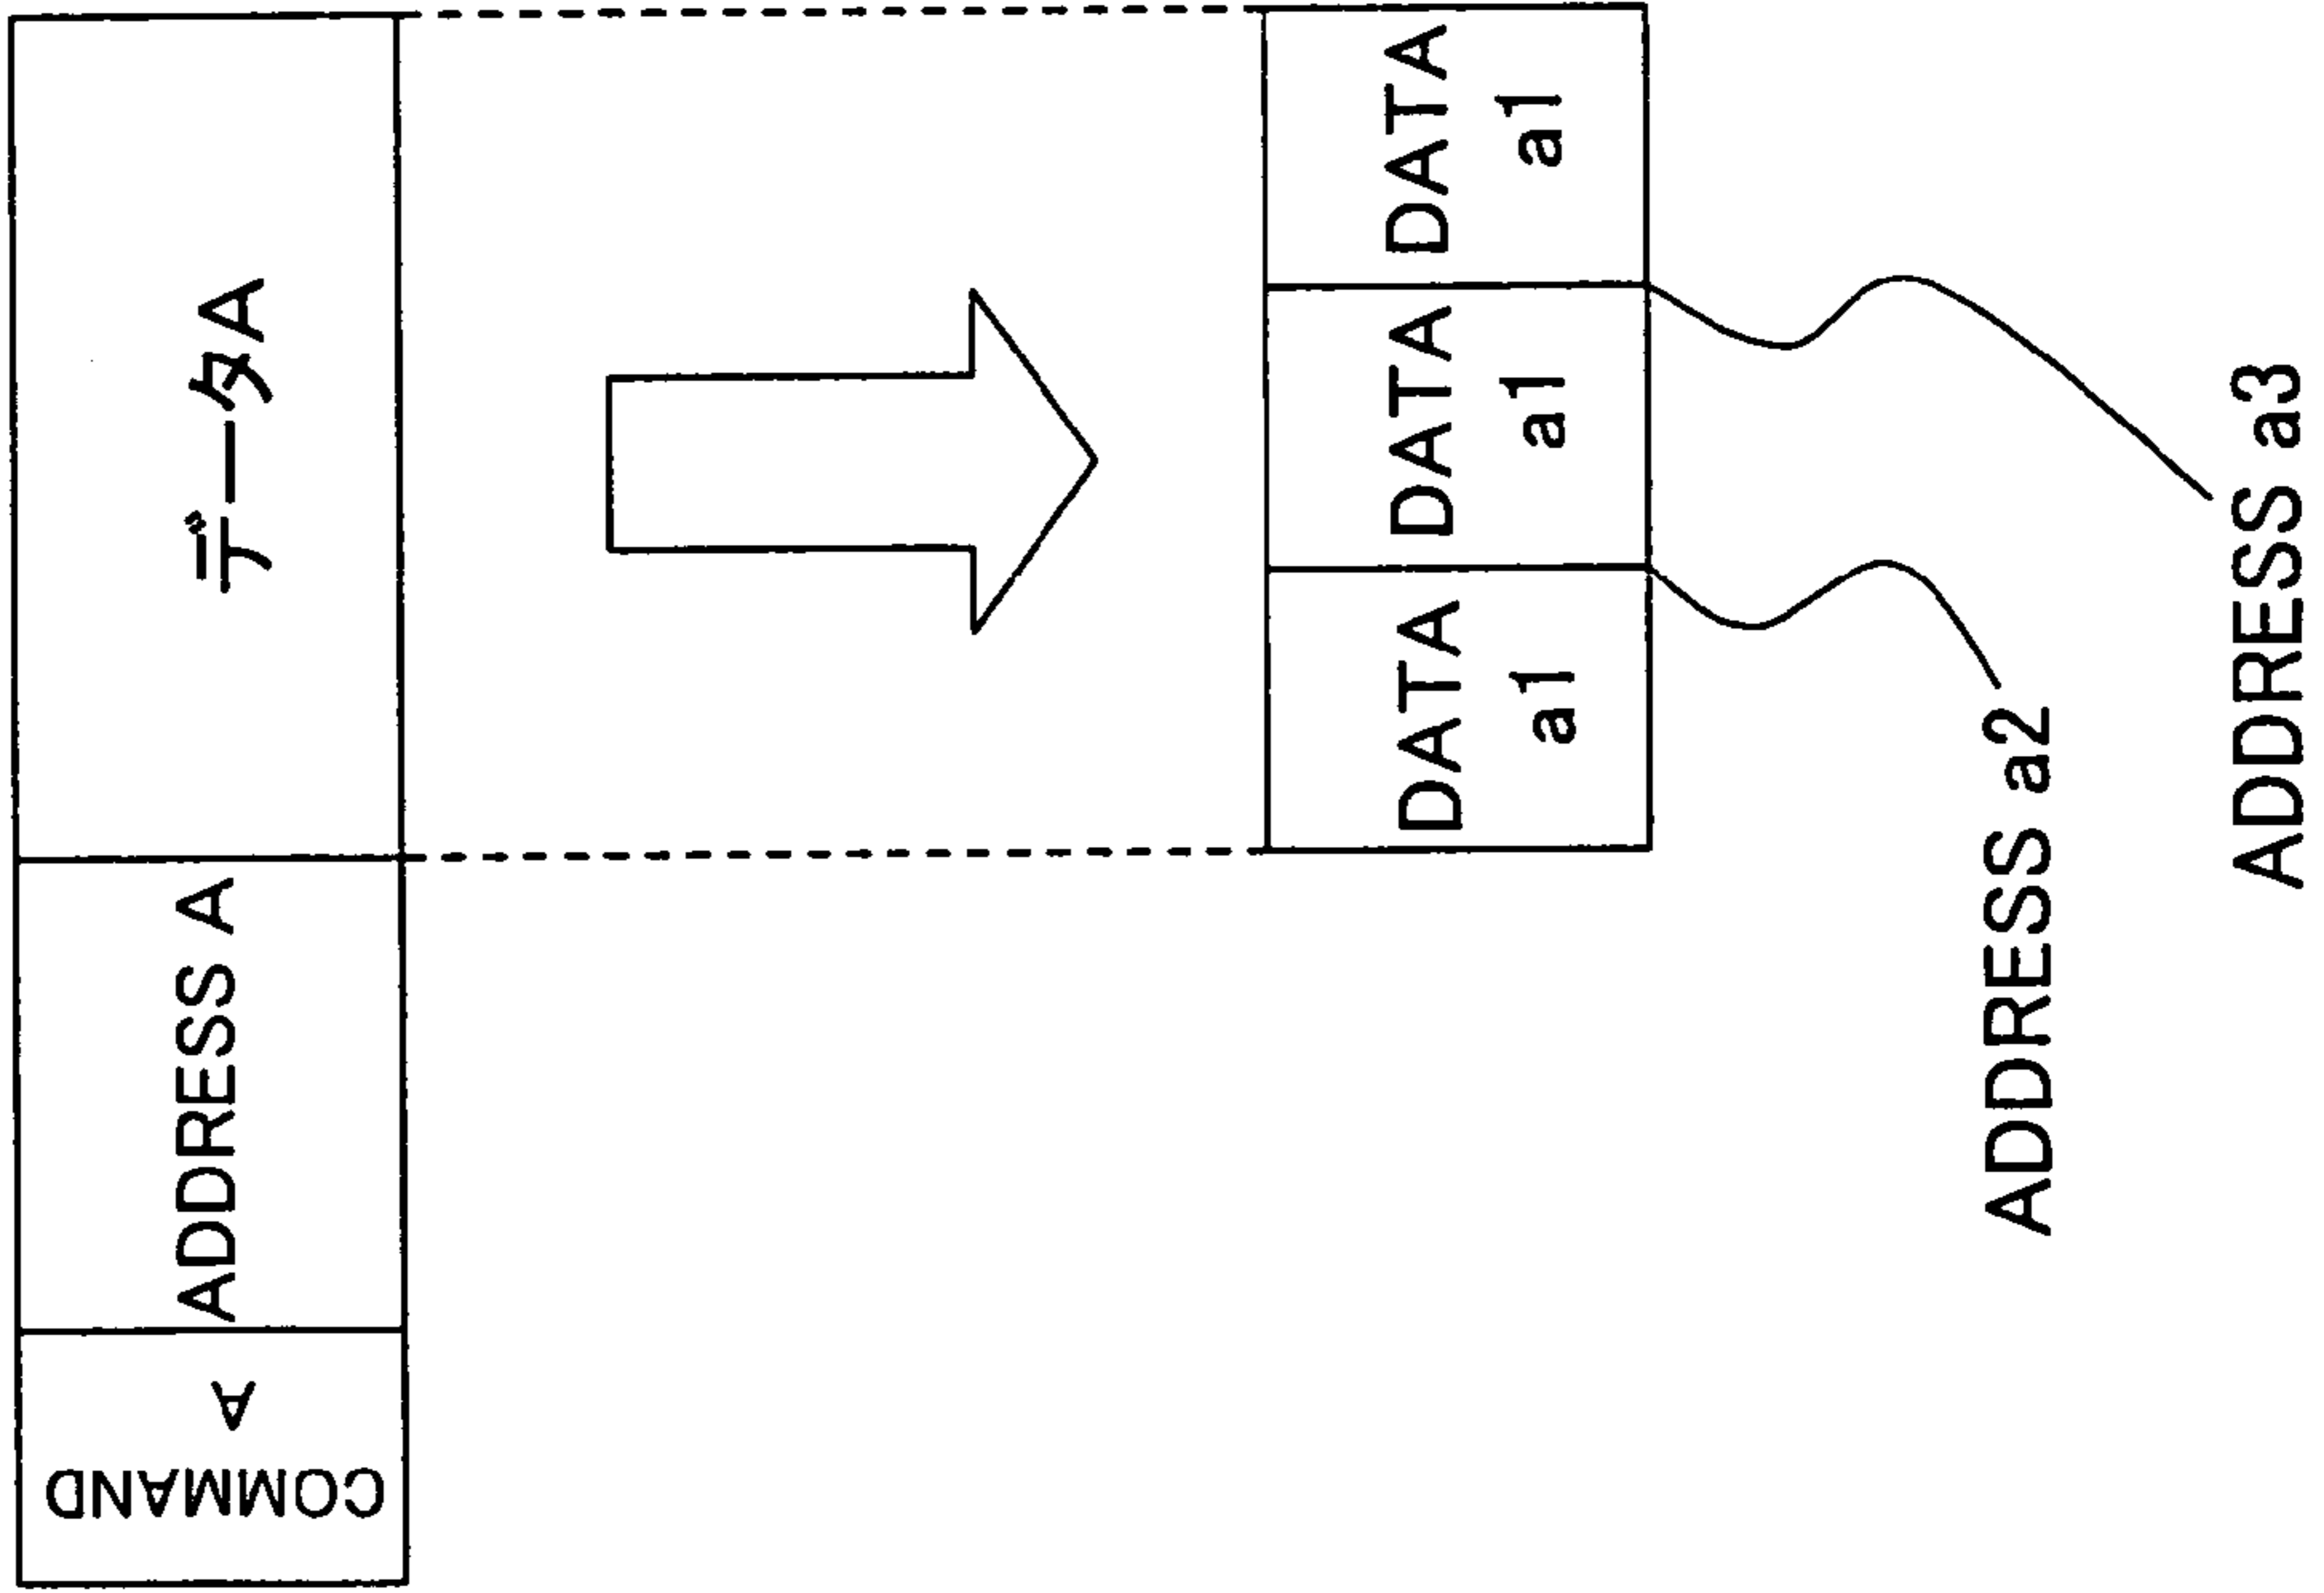 COMMAND
A
ADDRESS A
データA
DATA
a1
DATA
a1
DATA
a1
ADDRESS a2
ADDRESS a3